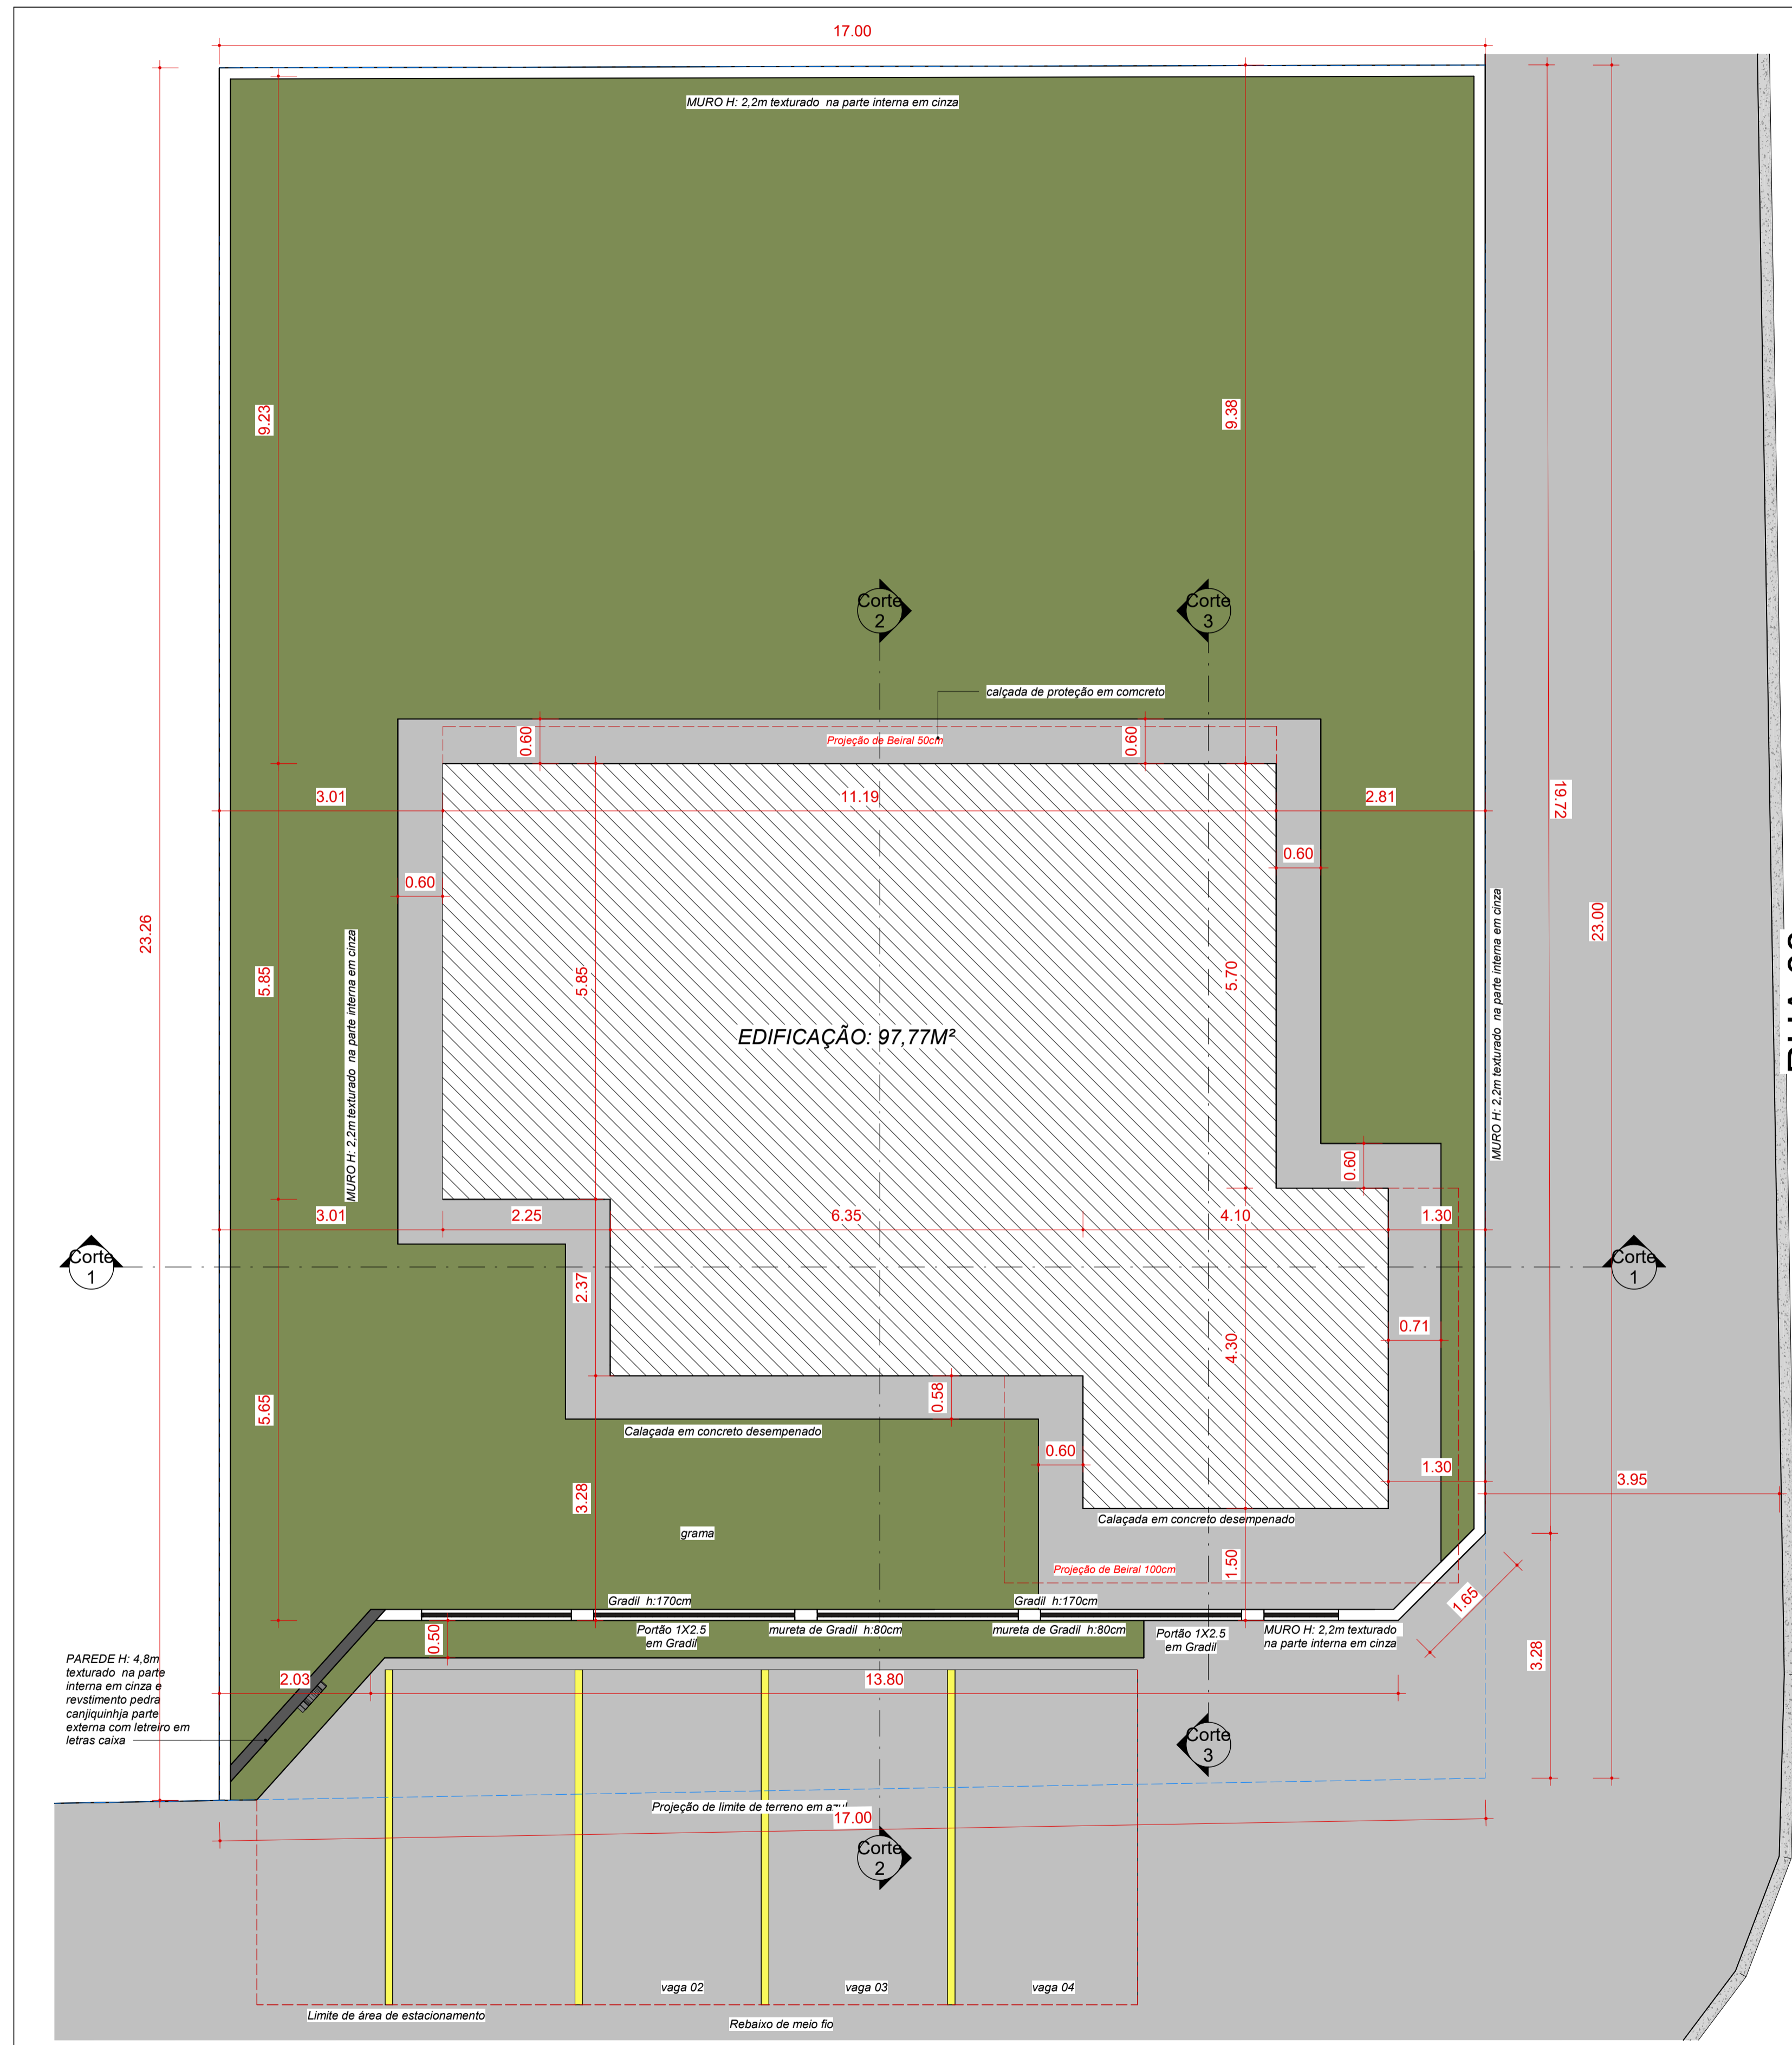 17.00
MURO H: 2,2m texturado na parte interna em cinza
9.23
9.38
Corte
2
Corte
3
calçada de proteção em comcreto
0.60
0.60
Projeção de Beiral 50cm
3.01
11.19
2.81
19.72
0.60
0.60
23.26
23.00
MURO H: 2,2m texturado na parte interna em cinza
MURO H: 2,2m texturado na parte interna em cinza
5.85
5.85
5.70
EDIFICAÇÃO: 97,77M²
0.60
3.01
2.25
6.35
4.10
1.30
Corte
1
Corte
1
2.37
4.30
0.71
5.65
0.58
Calaçada em concreto desempenado
0.60
1.30
3.95
3.28
Calaçada em concreto desempenado
grama
1.50
Projeção de Beiral 100cm
1.65
Gradil h:170cm
Gradil h:170cm
0.50
Portão 1X2.5
em Gradil
mureta de Gradil h:80cm
mureta de Gradil h:80cm
Portão 1X2.5
em Gradil
MURO H: 2,2m texturado
na parte interna em cinza
3.28
PAREDE H: 4,8m
texturado na parte
interna em cinza e
revstimento pedra
canjiquinhja parte
externa com letreiro em
letras caixa
2.03
13.80
Corte
3
Projeção de limite de terreno em azul
17.00
Corte
2
vaga 02
vaga 03
vaga 04
Limite de área de estacionamento
Rebaixo de meio fio